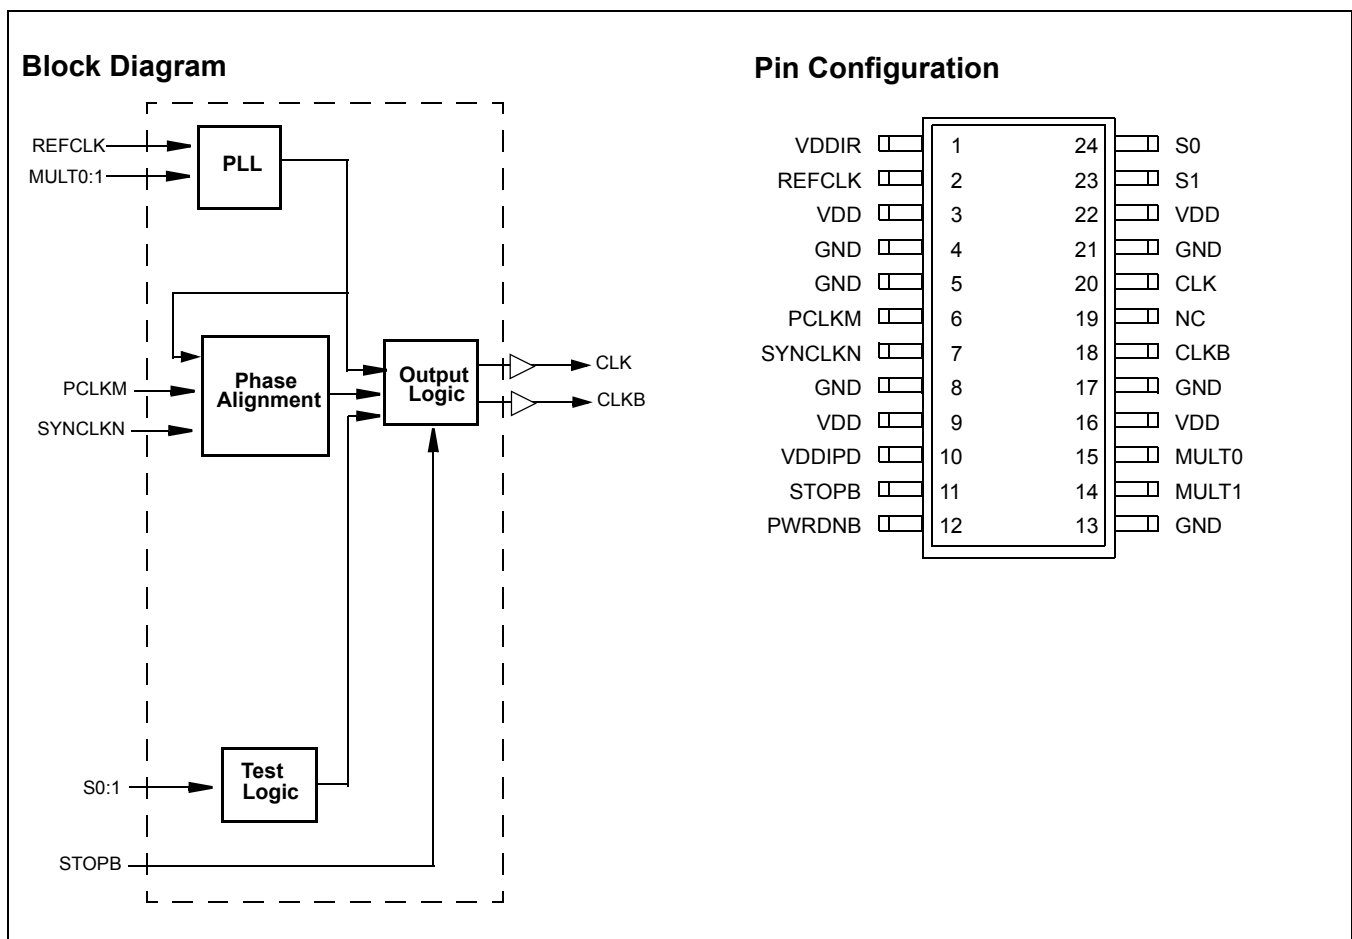 Block Diagram
REFCLK
MULT0:1
PLL
PCLKM
SYNCLKN
Phase
Alignment
Output
Logic
CLK
CLKB
S0:1
Test
Logic
STOPB
Pin Configuration
VDDIR 1 24 S0
REFCLK 2 23 S1
VDD 3 22 VDD
GND 4 21 GND
GND 5 20 CLK
PCLKM 6 19 NC
SYNCLKN 7 18 CLKB
GND 8 17 GND
VDD 9 16 VDD
VDDIPD 10 15 MULT0
STOPB 11 14 MULT1
PWRDNB 12 13 GND